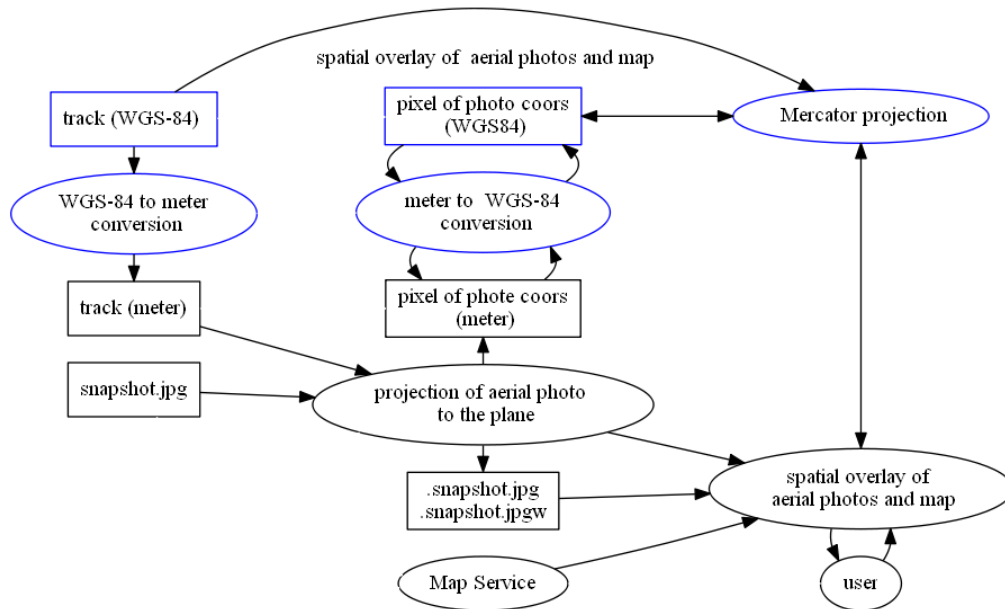 spatial overlay of aerial photos and map
track (WGS-84)
pixel of photo coors
(WGS84)
Mercator projection
WGS-84 to meter
conversion
meter to WGS-84
conversion
track (meter)
pixel of phote coors
(meter)
snapshot.jpg
projection of aerial photo
to the plane
.snapshot.jpg
.snapshot.jpgw
spatial overlay of
aerial photos and map
Map Service
user